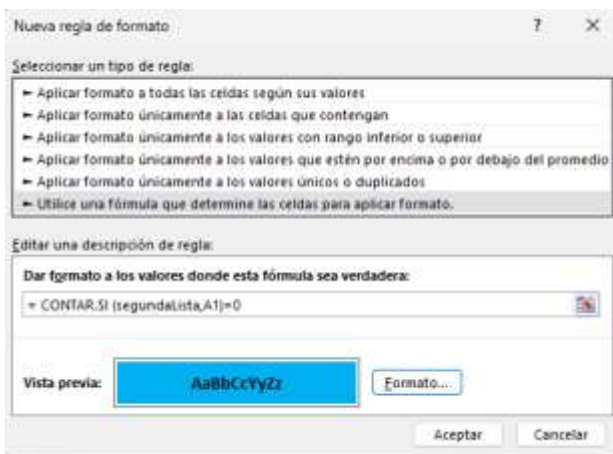 Nueva regla de formato ? ×
Seleccionar un tipo de regla:
► Aplicar formato a todas las celdas según sus valores
► Aplicar formato únicamente a las celdas que contengan
► Aplicar formato únicamente a los valores con rango inferior o superior
► Aplicar formato únicamente a los valores que estén por encima o por debajo del promedio
► Aplicar formato únicamente a los valores únicos o duplicados
► Utilice una fórmula que determine las celdas para aplicar formato.
Editar una descripción de regla:
Dar formato a los valores donde esta fórmula sea verdadera:
= CONTAR.SI (segundaLista,A1)=0
Vista previa: AaBbCcYyZz Formato...
Aceptar Cancelar